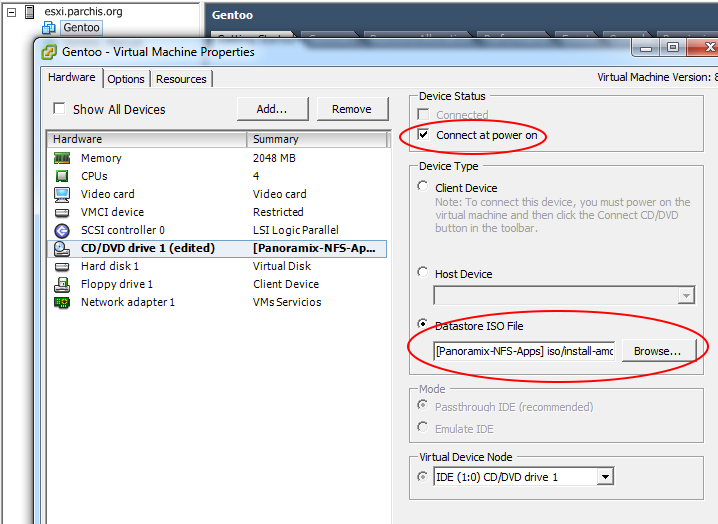 esxi.parchis.org
Gentoo
Gentoo
Gentoo - Virtual Machine Properties
Hardware
Options
Resources
Virtual Machine Version: 8
Show All Devices
Add...
Remove
Hardware
Summary
Memory
2048 MB
CPUs
4
Video card
Video card
VMCI device
Restricted
SCSI controller 0
LSI Logic Parallel
CD/DVD drive 1 (edited)
[Panoramix-NFS-Ap...
Hard disk 1
Virtual Disk
Floppy drive 1
Client Device
Network adapter 1
VMs Servicios
Device Status
Connected
Connect at power on
Device Type
Client Device
Note: To connect this device, you must power on the
virtual machine and then click the Connect CD/DVD
button in the toolbar.
Host Device
Datastore ISO File
[Panoramix-NFS-Apps] iso/install-amd
Browse...
Mode
Passthrough IDE (recommended)
Emulate IDE
Virtual Device Node
IDE (1:0) CD/DVD drive 1